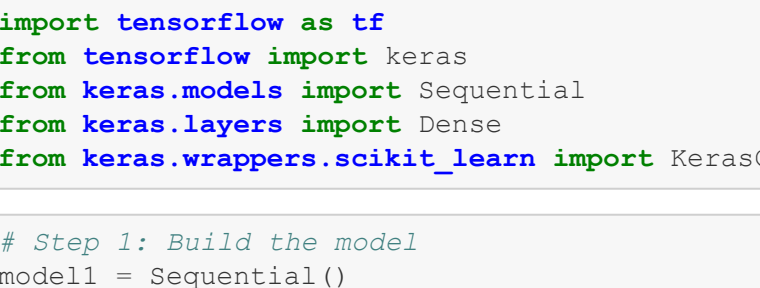 import tensorflow as tf
from tensorflow import keras
from keras.models import Sequential
from keras.layers import Dense
from keras.wrappers.scikit_learn import Keras
# Step 1: Build the model
model1 = Sequential()